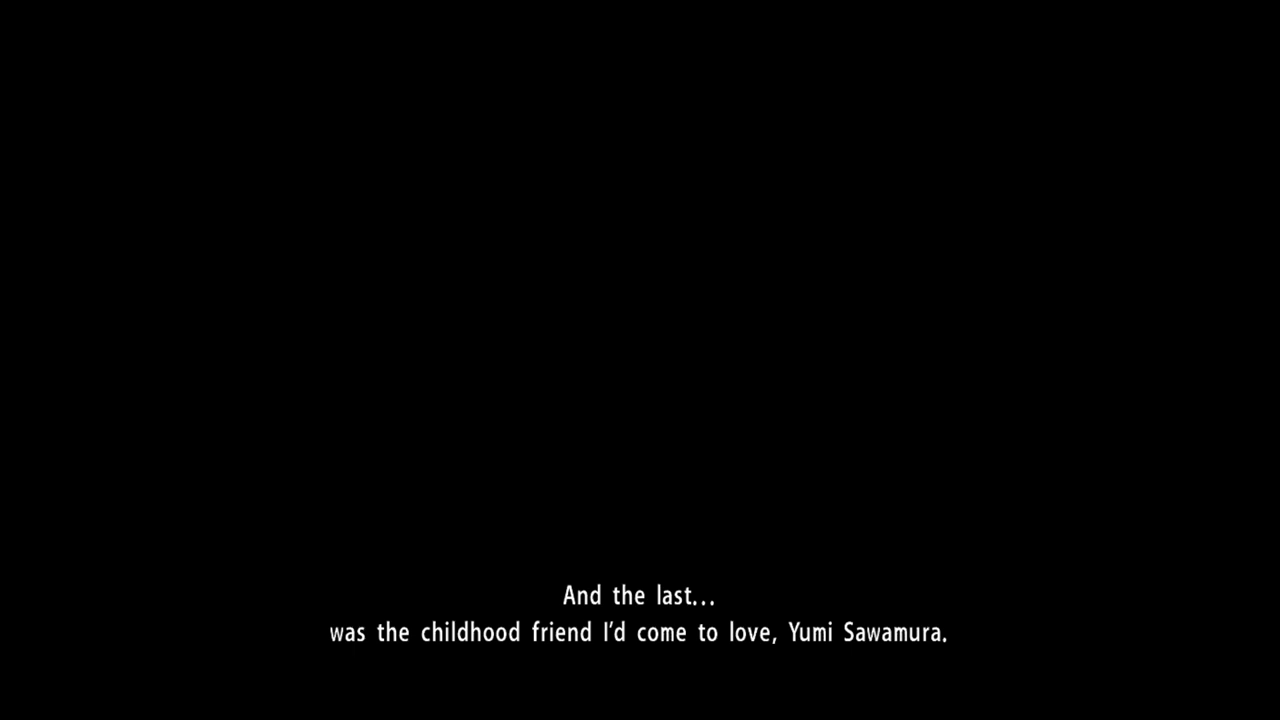 And the last...
was the childhood friend I'd come to love, Yumi Sawamura.